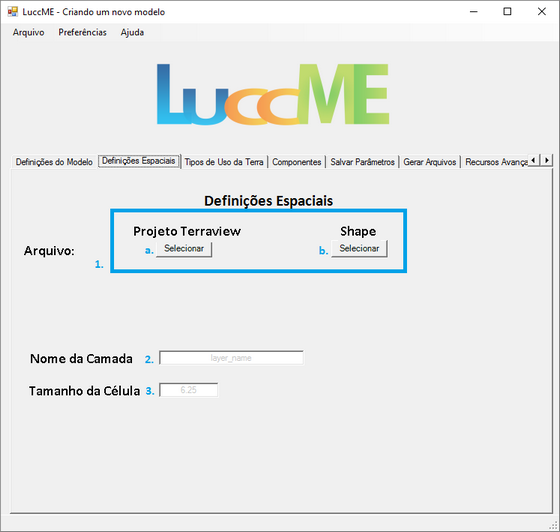 LuccME - Criando um novo modelo
Arquivo Preferências Ajuda
LuccME
Definições do Modelo Definições Espaciais Tipos de Uso da Terra Componentes Salvar Parâmetros Gerar Arquivos Recursos Avança
Definições Espaciais
Projeto Terraview Shape
Arquivo: 1. a. Selecionar b. Selecionar
Nome da Camada 2. layer_name
Tamanho da Célula 3. 6.25